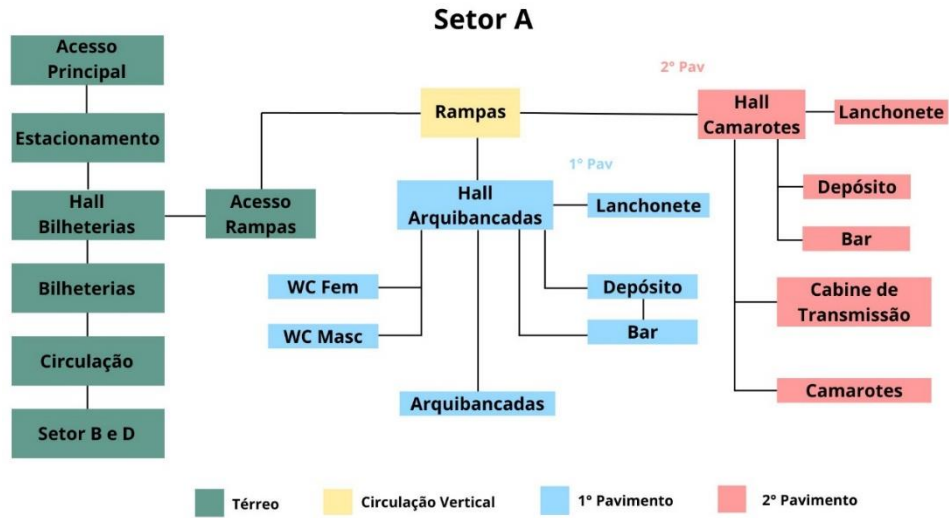 Setor A
Acesso
Principal
Estacionamento
Hall
Bilheterias
Bilheterias
Circulação
Setor B e D
Acesso
Rampas
Rampas
1° Pav
Hall
Arquibancadas
Lanchonete
WC Fem
WC Masc
Depósito
Bar
Arquibancadas
2° Pav
Hall
Camarotes
Lanchonete
Depósito
Bar
Cabine de
Transmissão
Camarotes
Térreo
Circulação Vertical
1° Pavimento
2° Pavimento